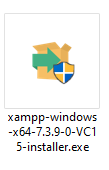 xampp-windows
-x64-7.3.9-0-VC1
5-installer.exe